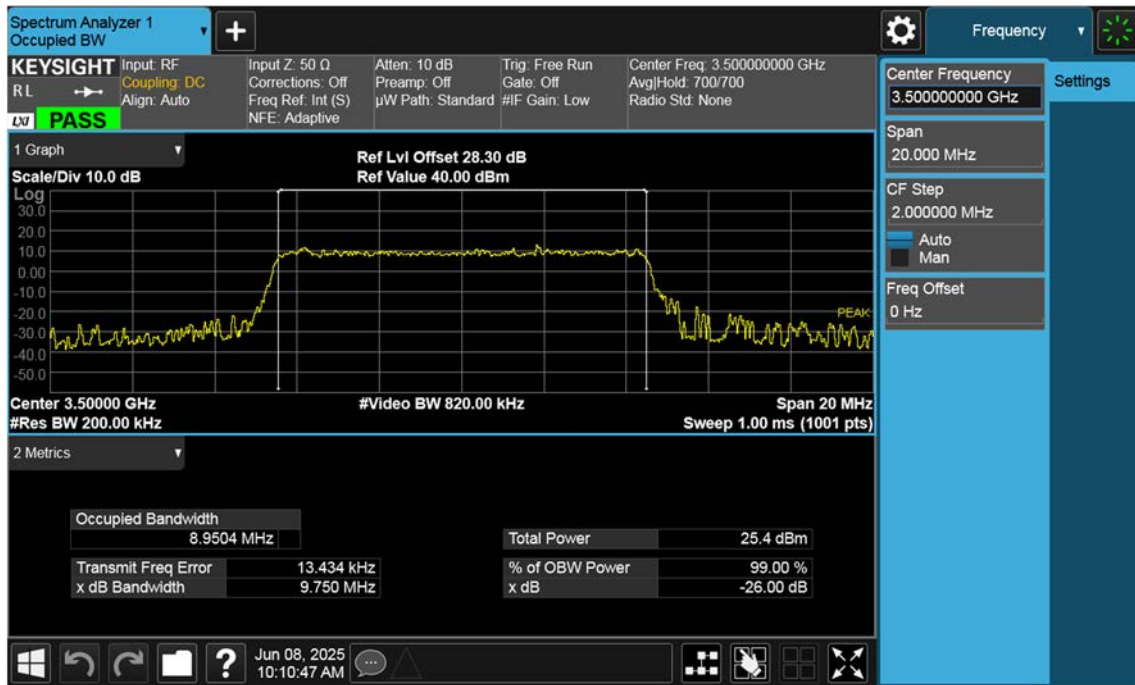 Spectrum Analyzer 1
Occupied BW
Frequency
KEYSIGHT
RL
LXI
PASS
Input: RF
Coupling: DC
Align: Auto
Input Z: 50 Ω
Corrections: Off
Freq Ref: Int (S)
NFE: Adaptive
Atten: 10 dB
Preamp: Off
µW Path: Standard
Trig: Free Run
Gate: Off
#IF Gain: Low
Center Freq: 3.500000000 GHz
Avg|Hold: 700/700
Radio Std: None
Center Frequency
3.500000000 GHz
Settings
Span
20.000 MHz
CF Step
2.000000 MHz
Auto
Man
Freq Offset
0 Hz
1 Graph
Scale/Div 10.0 dB
Ref Lvl Offset 28.30 dB
Ref Value 40.00 dBm
Log
30.0
20.0
10.0
0.00
-10.0
-20.0
-30.0
-40.0
-50.0
PEAK
Center 3.50000 GHz
#Video BW 820.00 kHz
Span 20 MHz
#Res BW 200.00 kHz
Sweep 1.00 ms (1001 pts)
2 Metrics
Occupied Bandwidth
8.9504 MHz
Total Power 25.4 dBm
Transmit Freq Error 13.434 kHz
% of OBW Power 99.00 %
x dB Bandwidth 9.750 MHz
x dB -26.00 dB
?
Jun 08, 2025
10:10:47 AM